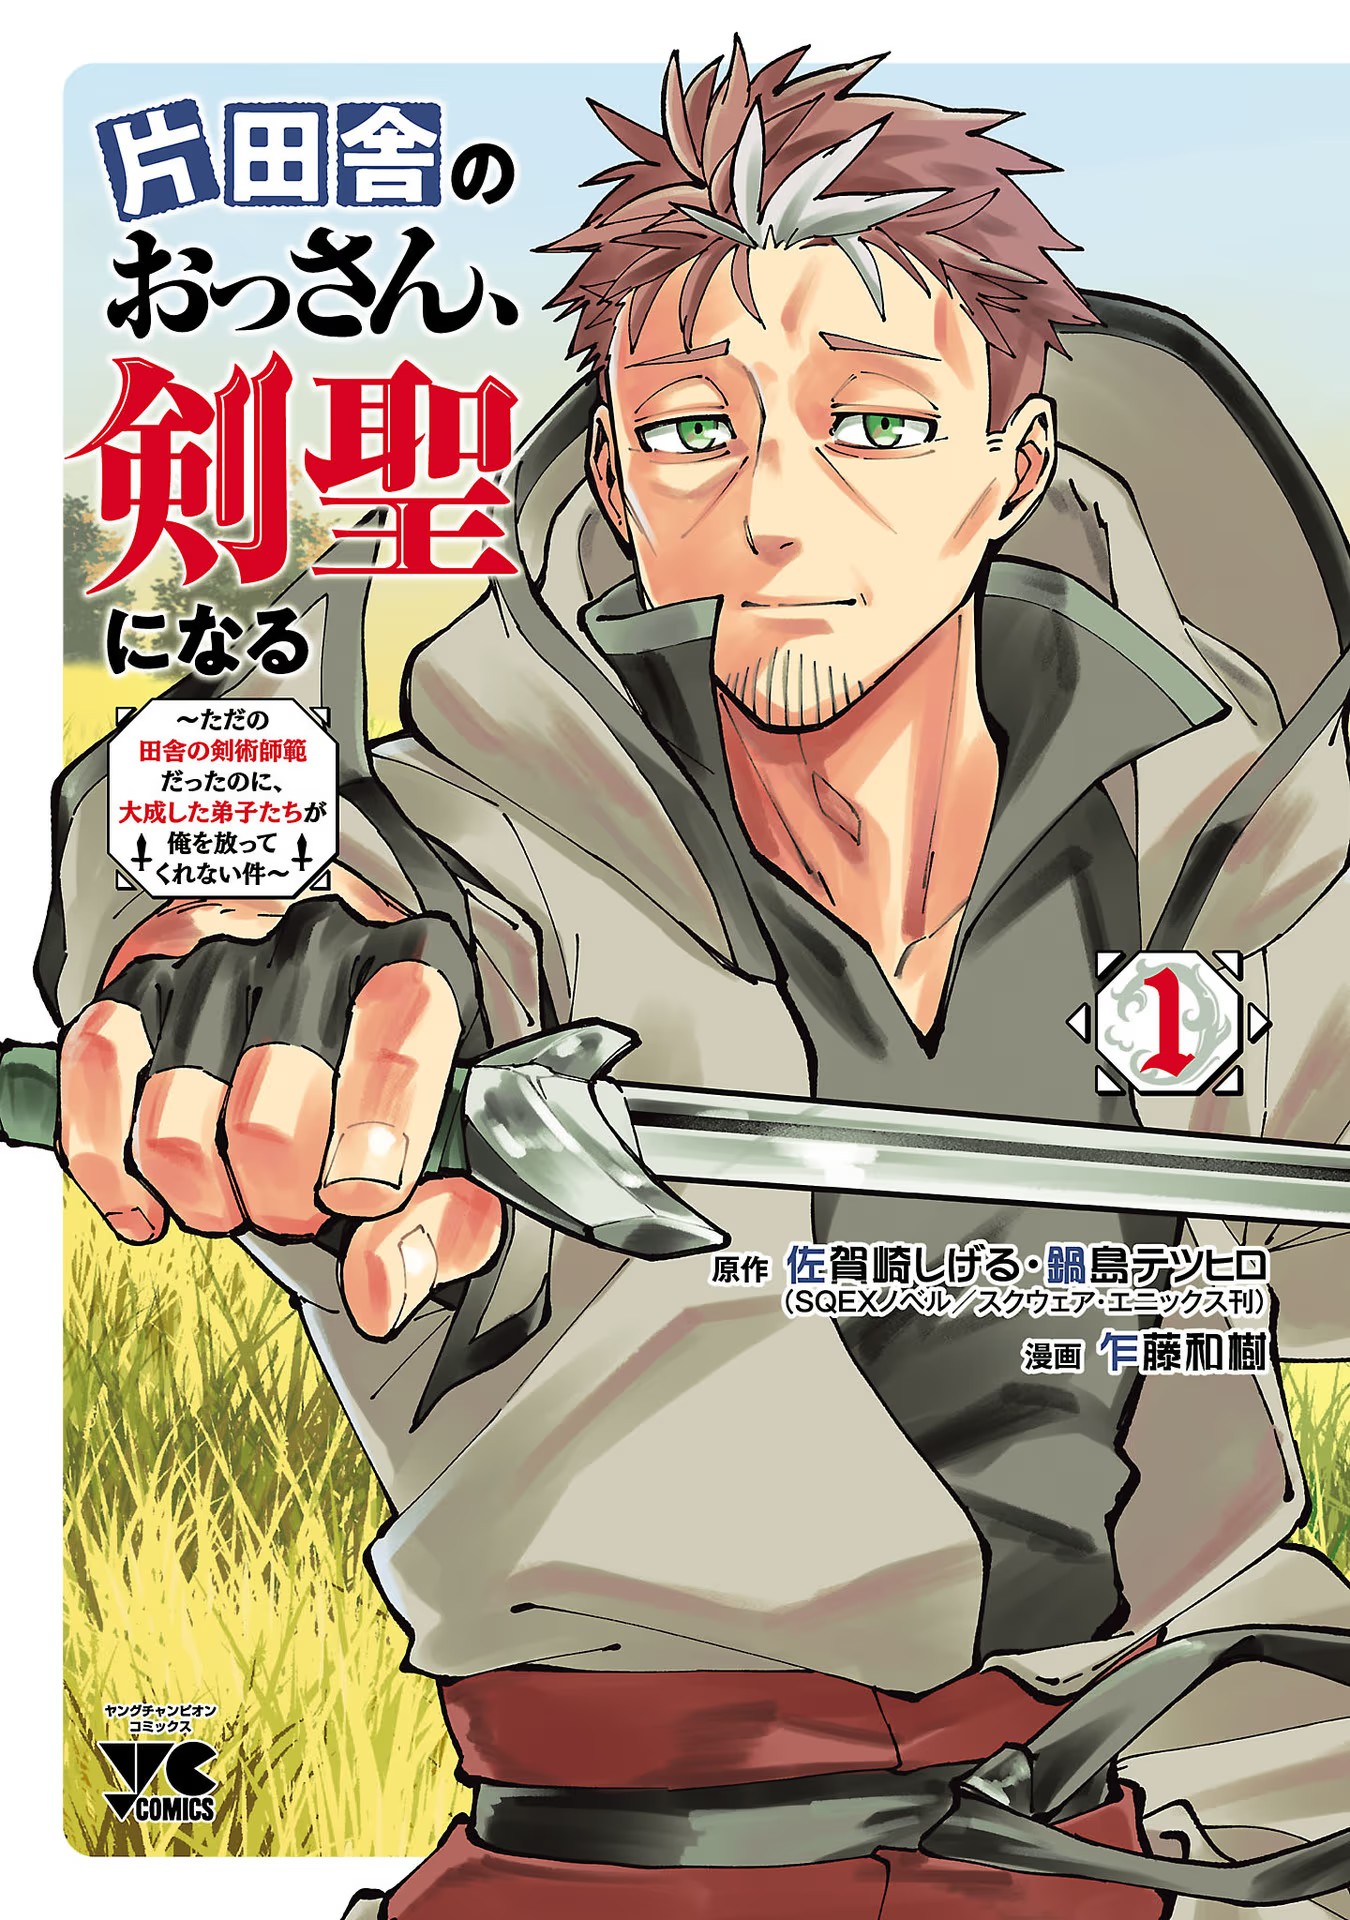 片田舎の
おっさん、
剣聖
になる
～ただの
田舎の剣術師範
だったのに、
大成した弟子たちが
俺を放って
くれない件～
1
原作 佐賀崎しげる・鍋島テツヒロ
(SQEXノベル／スクウェア・エニックス刊)
漫画 乍藤和樹
ヤングチャンピオン
コミックス
YC
COMICS